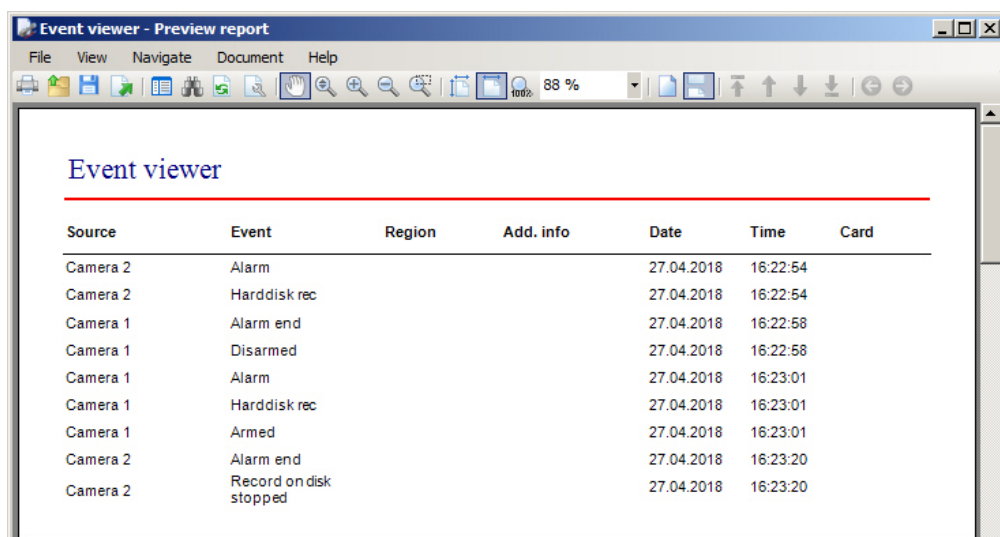 Event viewer - Preview report
File View Navigate Document Help
100% 88 %
Event viewer
Source Event Region Add. info Date Time Card
Camera 2 Alarm 27.04.2018 16:22:54
Camera 2 Harddisk rec 27.04.2018 16:22:54
Camera 1 Alarm end 27.04.2018 16:22:58
Camera 1 Disarmed 27.04.2018 16:22:58
Camera 1 Alarm 27.04.2018 16:23:01
Camera 1 Harddisk rec 27.04.2018 16:23:01
Camera 1 Armed 27.04.2018 16:23:01
Camera 2 Alarm end 27.04.2018 16:23:20
Camera 2 Record on disk 27.04.2018 16:23:20
stopped